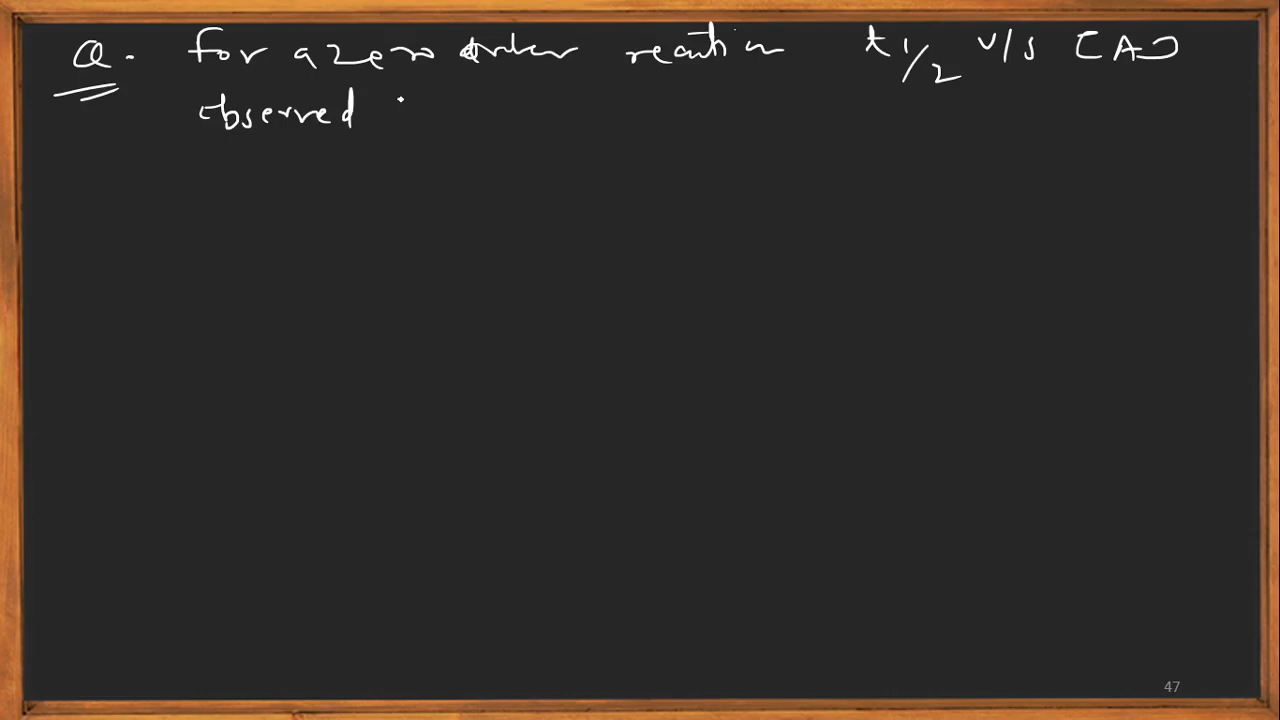 Q. For a zero order reaction t1/2 v/s [A]
observed
47